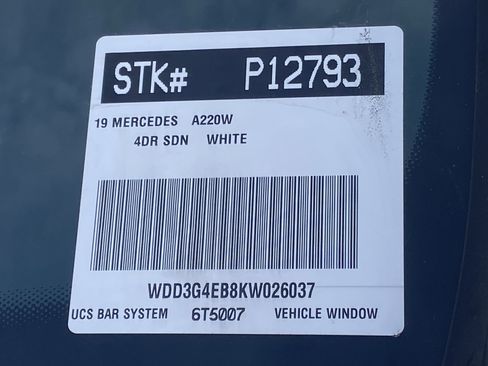 STK# P12793
19 MERCEDES A220W
4DR SDN WHITE
WDD3G4EB8KW026037
UCS BAR SYSTEM 6T5007 VEHICLE WINDOW